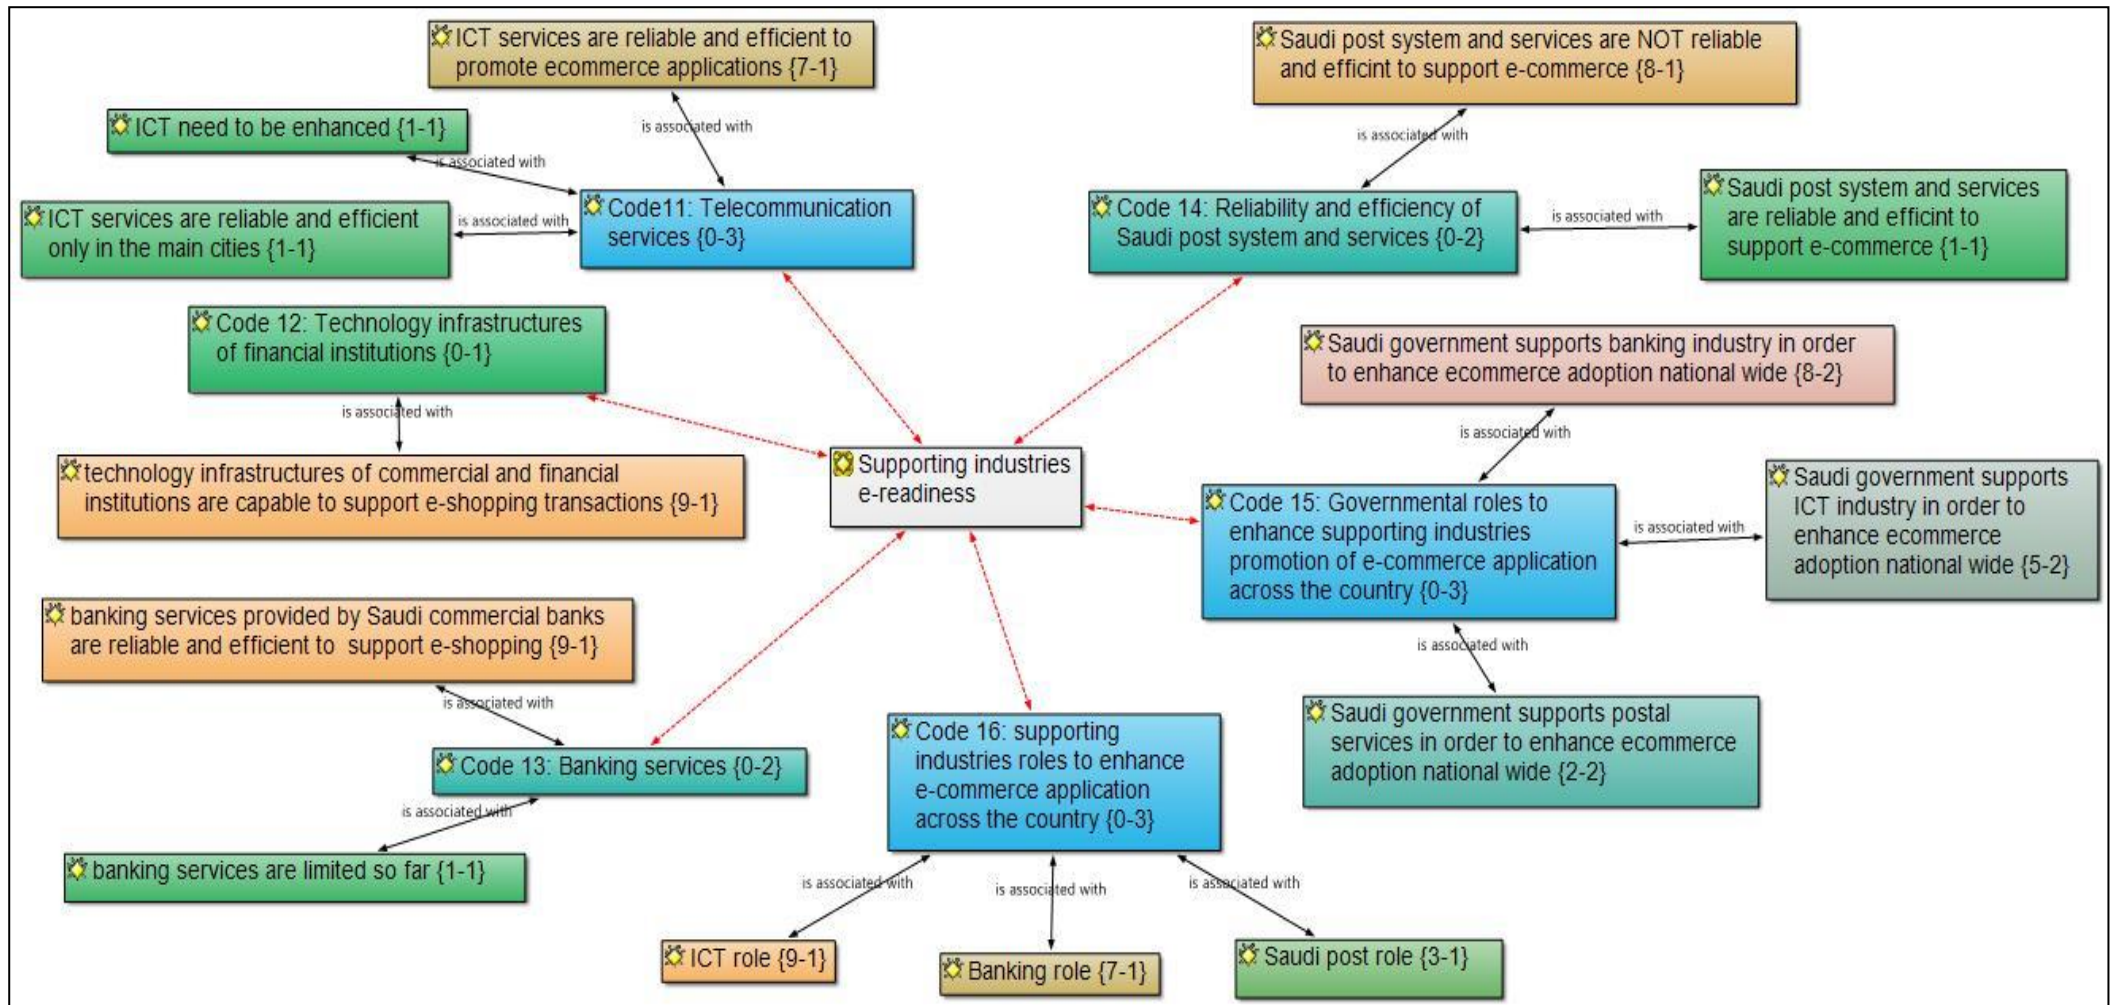 ICT services are reliable and efficient to
promote ecommerce applications {7-1}
is associated with
ICT need to be enhanced {1-1}
is associated with
ICT services are reliable and efficient
only in the main cities {1-1}
is associated with
Code11: Telecommunication
services {0-3}
Saudi post system and services are NOT reliable
and efficint to support e-commerce {8-1}
is associated with
Code 14: Reliability and efficiency of
Saudi post system and services {0-2}
is associated with
Saudi post system and services
are reliable and efficint to
support e-commerce {1-1}
Code 12: Technology infrastructures
of financial institutions {0-1}
is associated with
technology infrastructures of commercial and financial
institutions are capable to support e-shopping transactions {9-1}
Supporting industries
e-readiness
Saudi government supports banking industry in order
to enhance ecommerce adoption national wide {8-2}
is associated with
Code 15: Governmental roles to
enhance supporting industries
promotion of e-commerce application
across the country {0-3}
is associated with
Saudi government supports
ICT industry in order to
enhance ecommerce
adoption national wide {5-2}
is associated with
Saudi government supports postal
services in order to enhance ecommerce
adoption national wide {2-2}
banking services provided by Saudi commercial banks
are reliable and efficient to  support e-shopping {9-1}
is associated with
Code 13: Banking services {0-2}
is associated with
banking services are limited so far {1-1}
Code 16: supporting
industries roles to enhance
e-commerce application
across the country {0-3}
is associated with
is associated with
is associated with
ICT role {9-1}
Banking role {7-1}
Saudi post role {3-1}